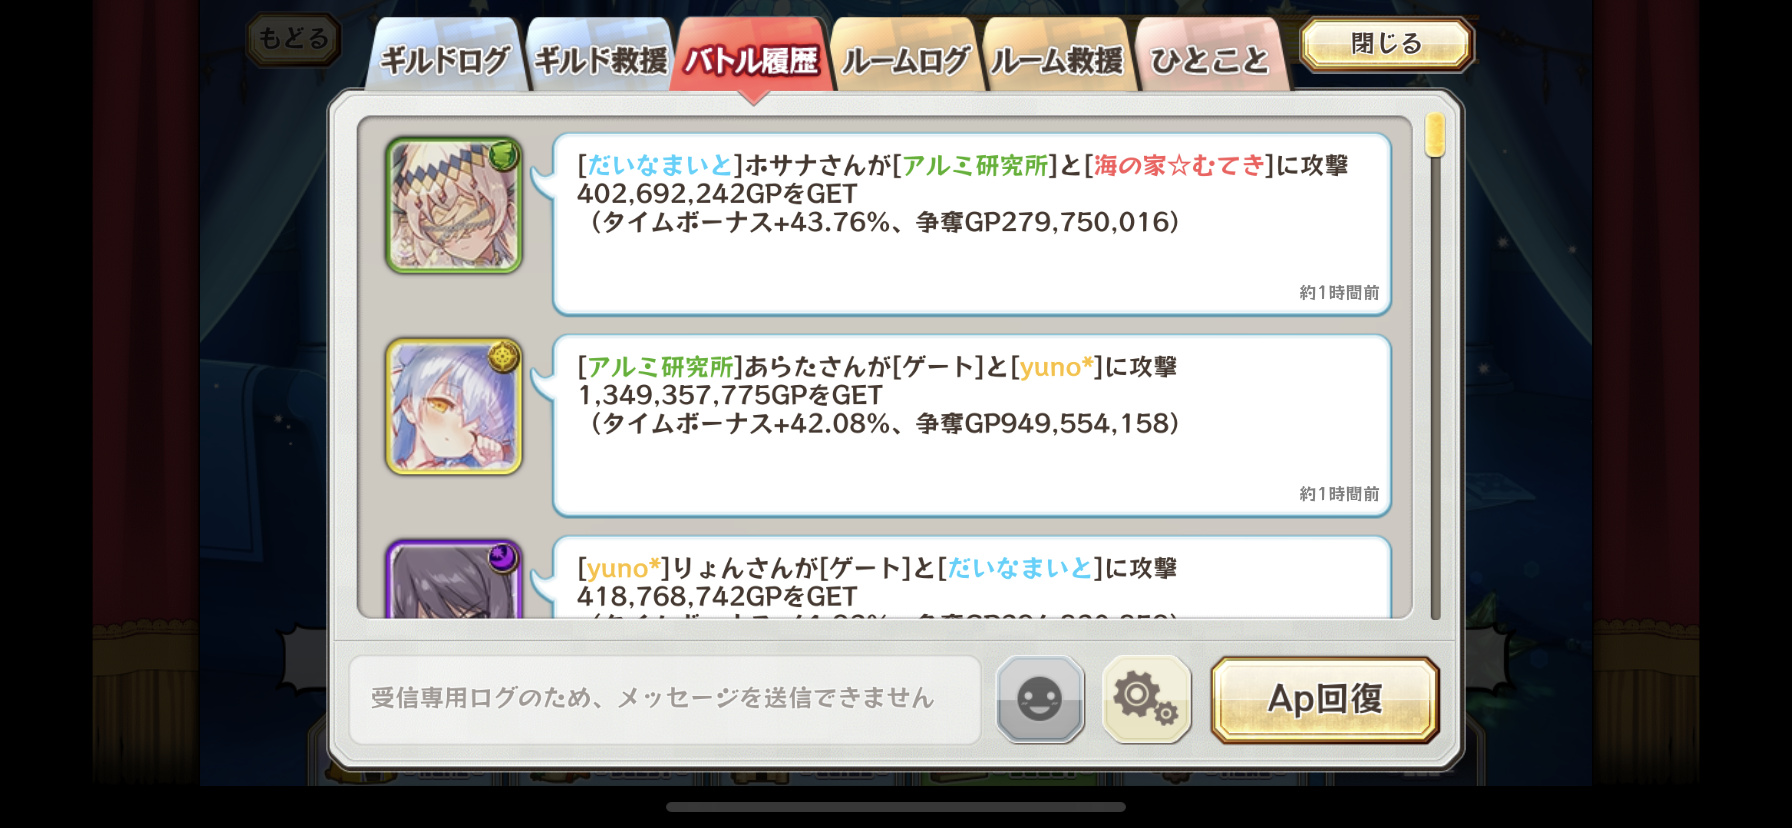 もどる
ギルドログ
ギルド救援
バトル履歴
ルームログ
ルーム救援
ひとこと
閉じる
[だいなまいと]ホサナさんが[アルミ研究所]と[海の家☆むてき]に攻撃
402,692,242GPをGET
（タイムボーナス+43.76%、争奪GP279,750,016）
約1時間前
[アルミ研究所]あらたさんが[ゲート]と[yuno*]に攻撃
1,349,357,775GPをGET
（タイムボーナス+42.08%、争奪GP949,554,158）
約1時間前
[yuno*]りょんさんが[ゲート]と[だいなまいと]に攻撃
418,768,742GPをGET
受信専用ログのため、メッセージを送信できません
Ap回復